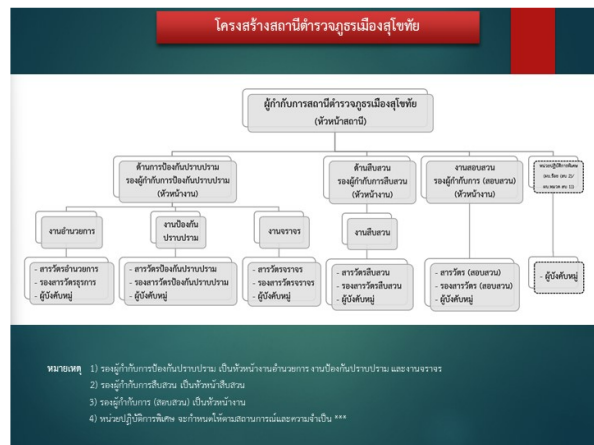 โครงสร้างสถานีตำรวจภูธรเมืองสุโขทัย
ผู้กำกับการสถานีตำรวจภูธรเมืองสุโขทัย
(หัวหน้าสถานี)
ด้านการป้องกันปราบปราม
รองผู้กำกับการป้องกันปราบปราม
(หัวหน้างาน)
ด้านสืบสวน
รองผู้กำกับการสืบสวน
(หัวหน้างาน)
งานสอบสวน
รองผู้กำกับการ (สอบสวน)
(หัวหน้างาน)
หน่วยปฏิบัติการพิเศษ
งานอำนวยการ
งานป้องกัน
ปราบปราม
งานจราจร
งานสืบสวน
- สารวัตรอำนวยการ
- รองสารวัตรธุรการ
- ผู้บังคับหมู่
- สารวัตรป้องกันปราบปราม
- รองสารวัตรป้องกันปราบปราม
- ผู้บังคับหมู่
- สารวัตรจราจร
- รองสารวัตรจราจร
- ผู้บังคับหมู่
- สารวัตรสืบสวน
- รองสารวัตรสืบสวน
- ผู้บังคับหมู่
- สารวัตร (สอบสวน)
- รองสารวัตร (สอบสวน)
- ผู้บังคับหมู่
- ผู้บังคับหมู่
หมายเหตุ 1) รองผู้กำกับการป้องกันปราบปราม เป็นหัวหน้างานอำนวยการ งานป้องกันปราบปราม และงานจราจร
2) รองผู้กำกับการสืบสวน เป็นหัวหน้าสืบสวน
3) รองผู้กำกับการ (สอบสวน) เป็นหัวหน้างาน
4) หน่วยปฏิบัติการพิเศษ จะกำหนดให้ตามสถานการณ์และความจำเป็น ***